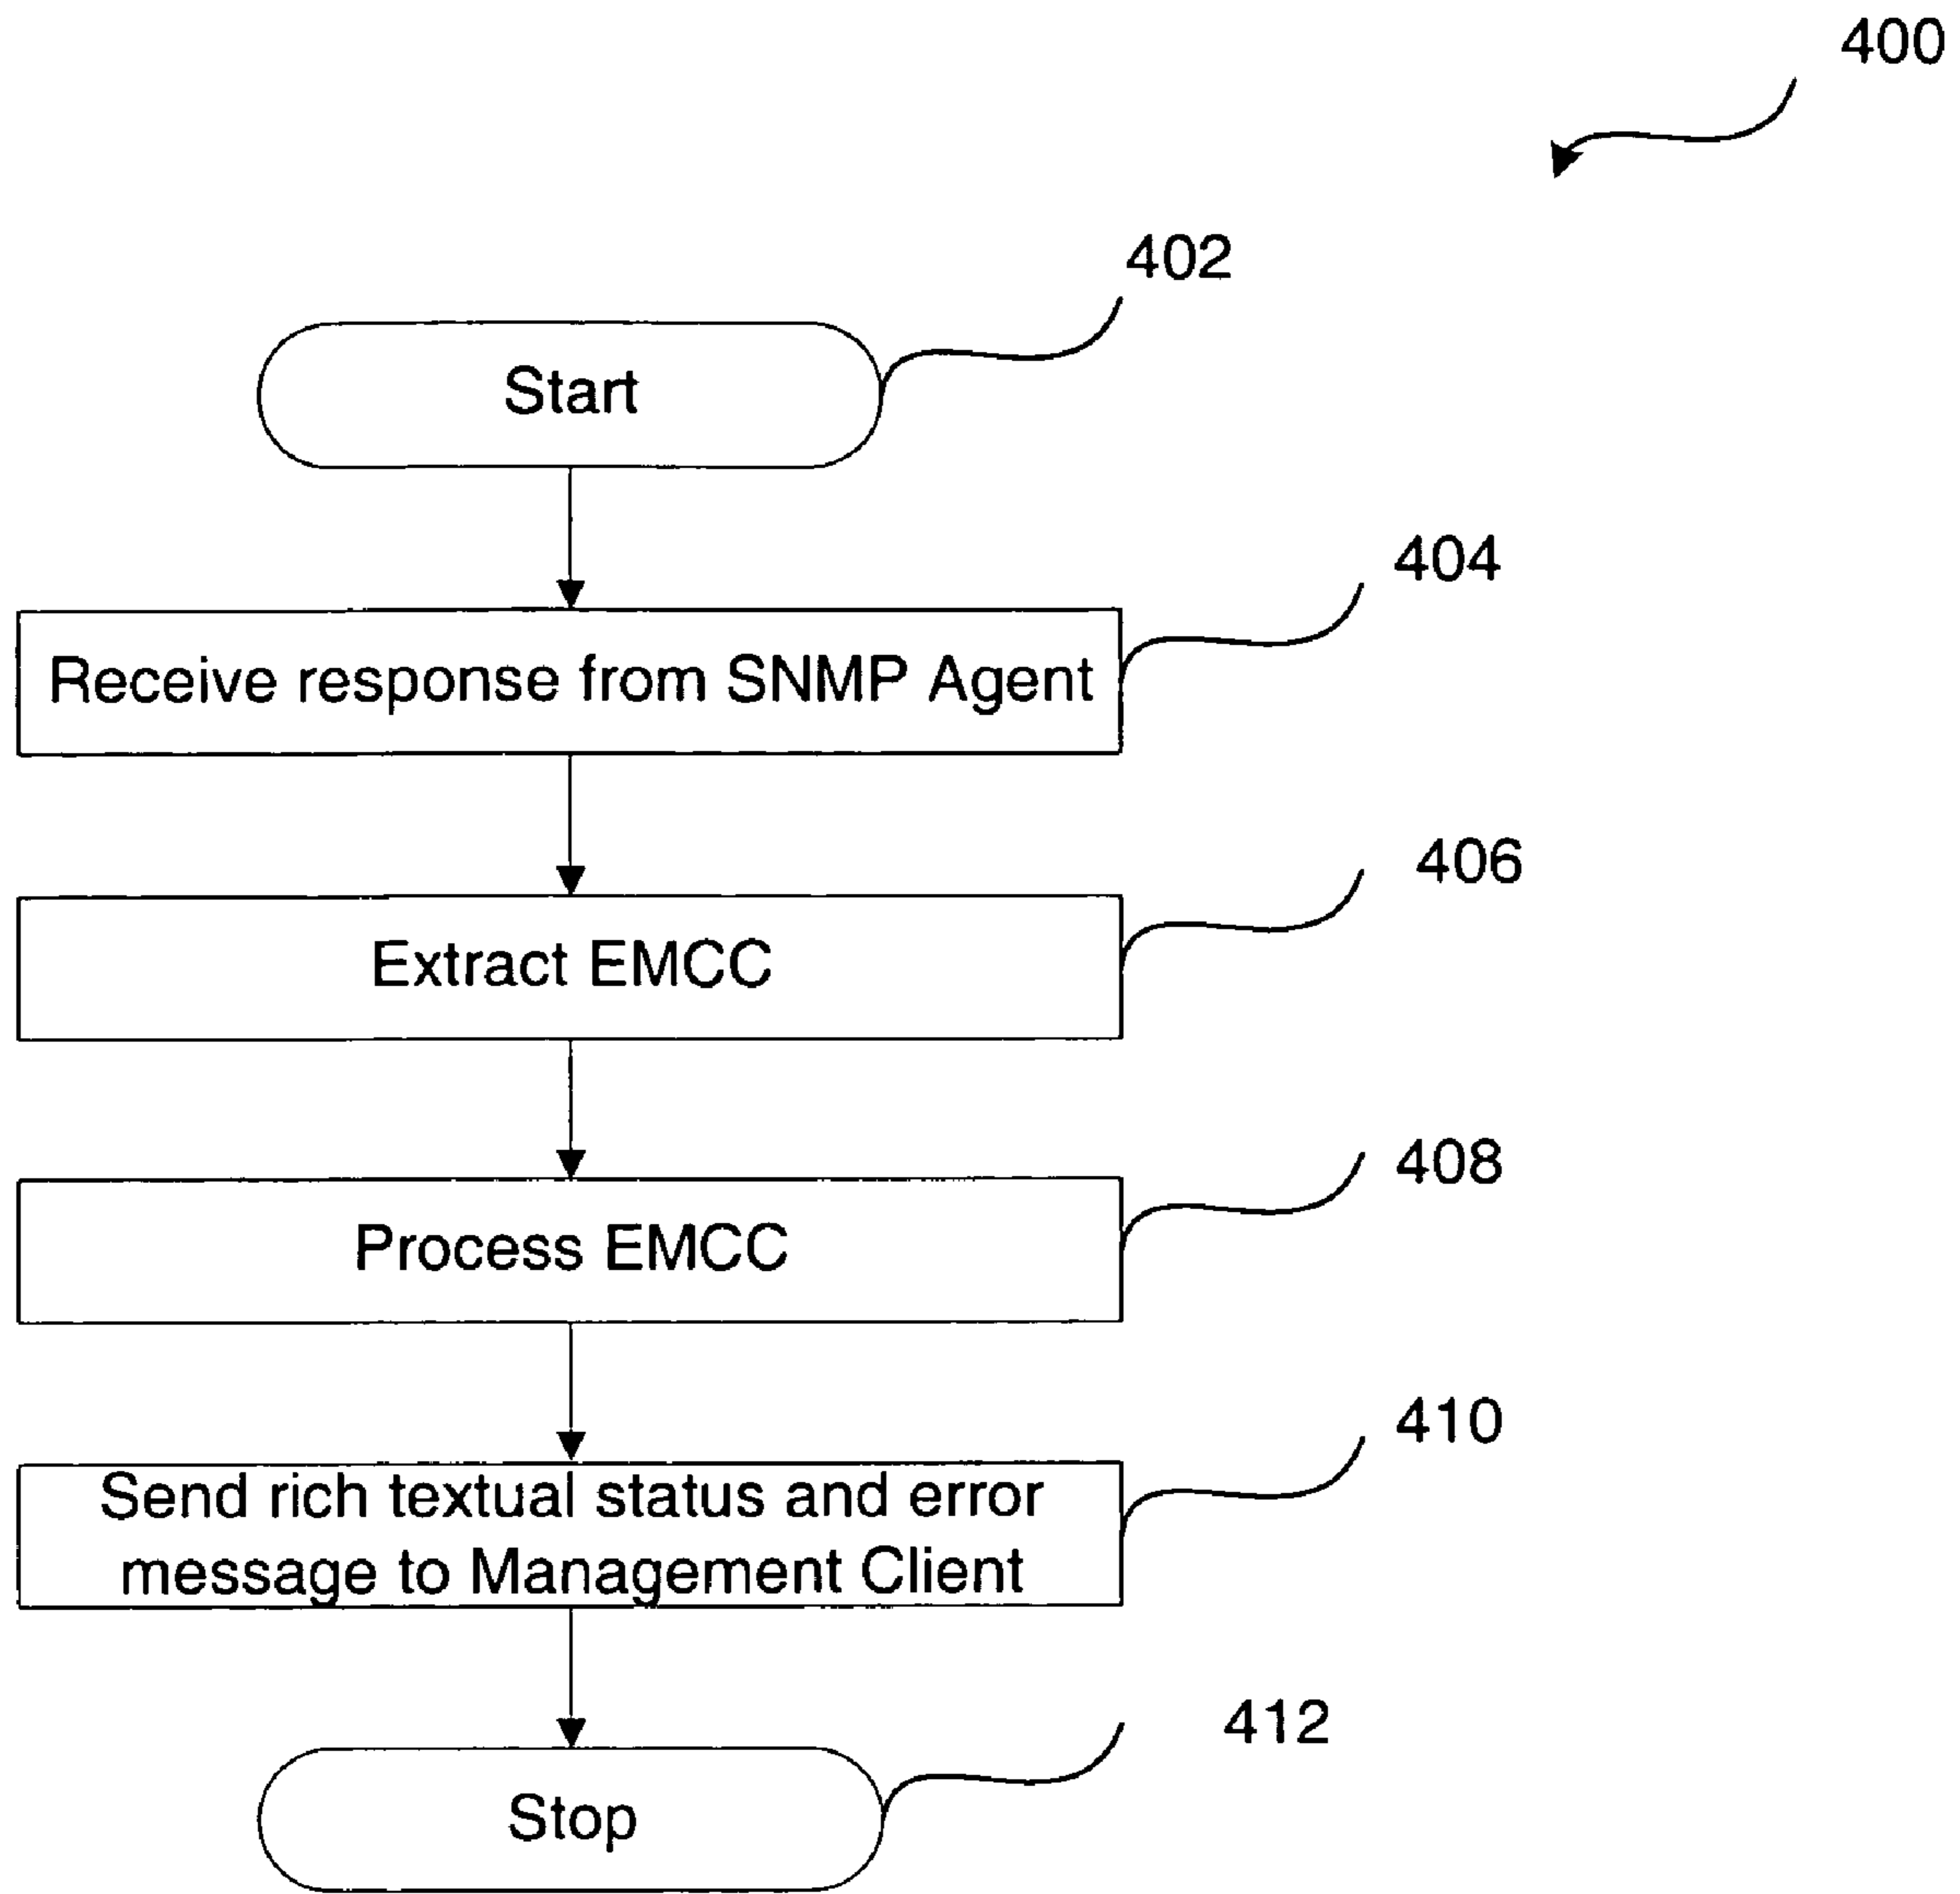 400
402
Start
404
Receive response from SNMP Agent
406
Extract EMCC
408
Process EMCC
410
Send rich textual status and error
message to Management Client
412
Stop